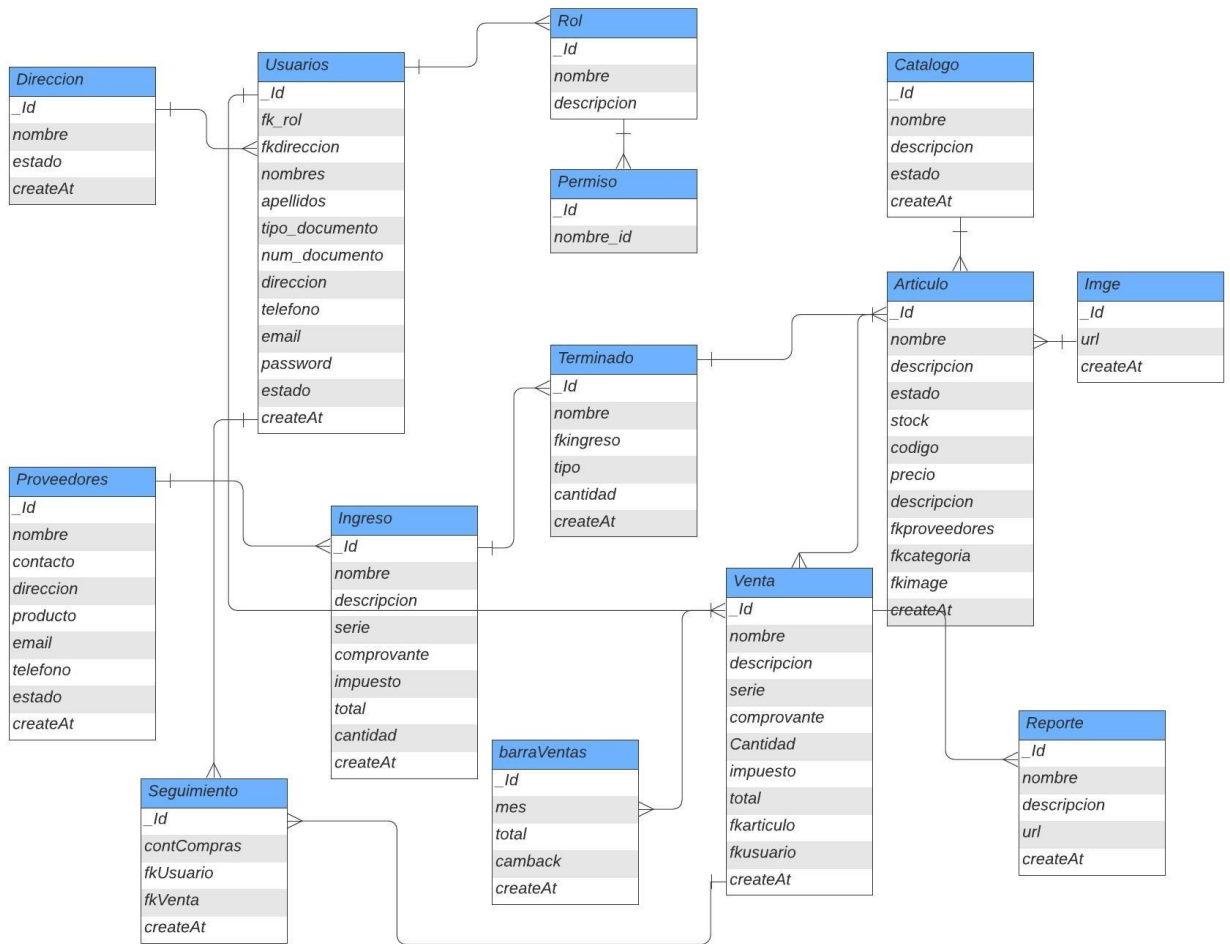 Direccion
_Id
nombre
estado
createAt
Usuarios
_Id
fk_rol
fkdireccion
nombres
apellidos
tipo_documento
num_documento
direccion
telefono
email
password
estado
createAt
Rol
_Id
nombre
descripcion
Permiso
_Id
nombre_id
Catalogo
_Id
nombre
descripcion
estado
createAt
Articulo
_Id
nombre
descripcion
estado
stock
codigo
precio
descripcion
fkproveedores
fkcategoria
fkimage
createAt
Imge
_Id
url
createAt
Terminado
_Id
nombre
fkingreso
tipo
cantidad
createAt
Proveedores
_Id
nombre
contacto
direccion
producto
email
telefono
estado
createAt
Ingreso
_Id
nombre
descripcion
serie
comprovante
impuesto
total
cantidad
createAt
Venta
_Id
nombre
descripcion
serie
comprovante
Cantidad
impuesto
total
fkarticulo
fkusuario
createAt
barraVentas
_Id
mes
total
camback
createAt
Reporte
_Id
nombre
descripcion
url
createAt
Seguimiento
_Id
contCompras
fkUsuario
fkVenta
createAt